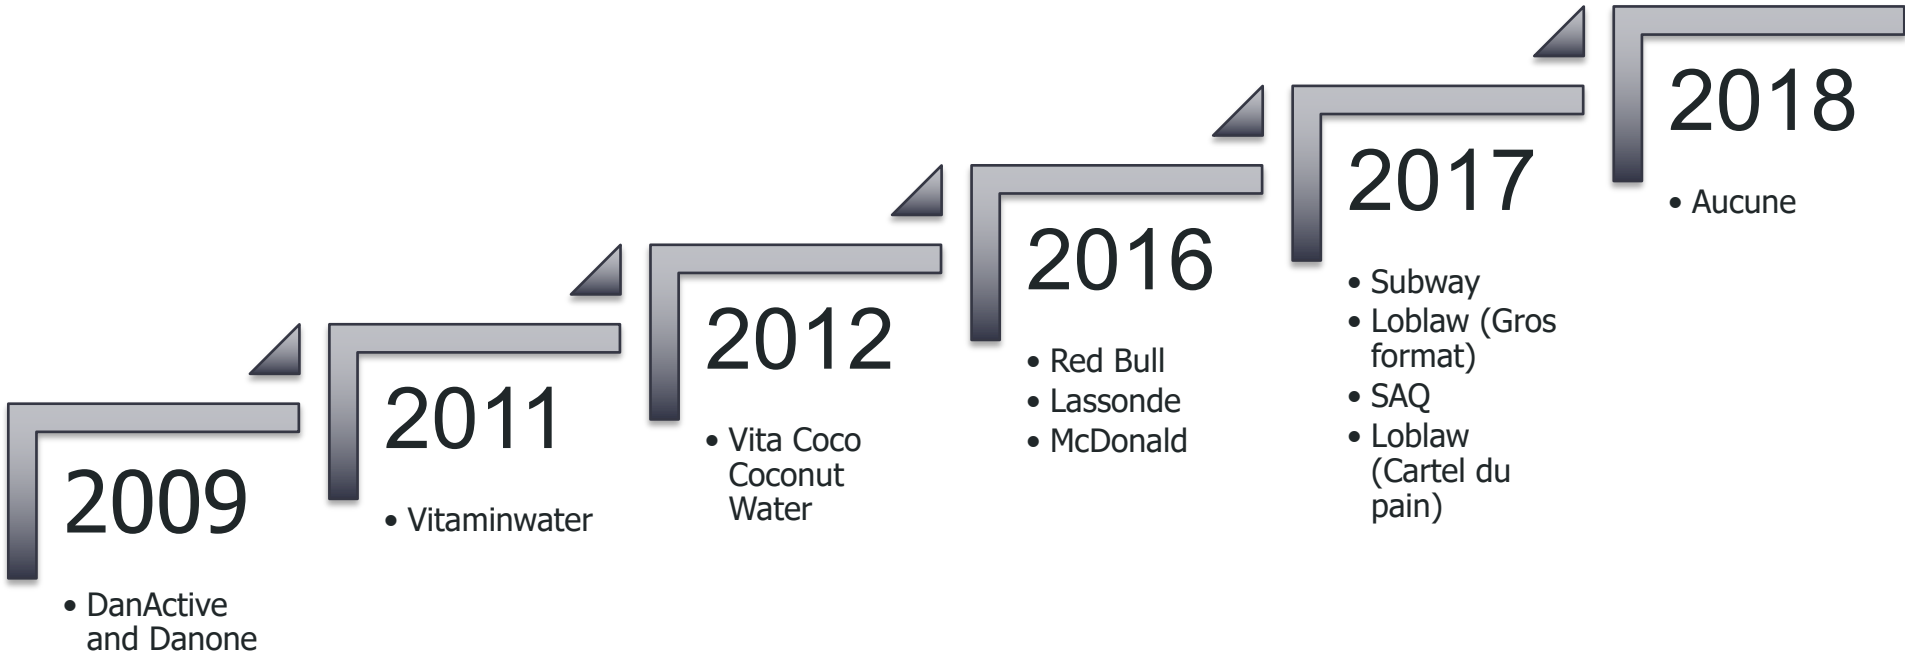 2009
• DanActive
and Danone
2011
• Vitaminwater
2012
• Vita Coco
Coconut
Water
2016
• Red Bull
• Lassonde
• McDonald
2017
• Subway
• Loblaw (Gros
format)
• SAQ
• Loblaw
(Cartel du
pain)
2018
• Aucune